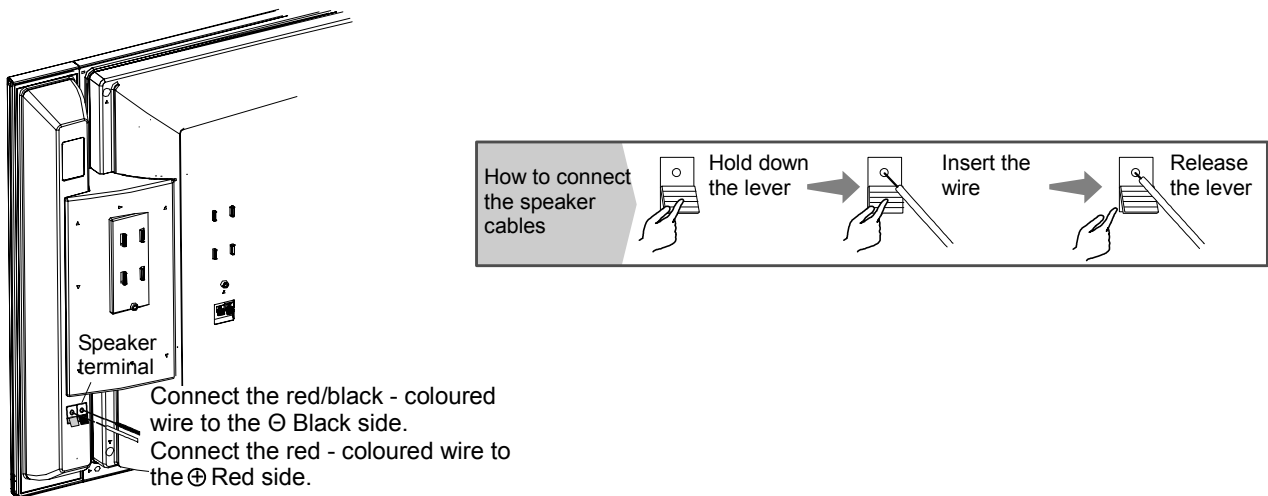 How to connect
the speaker
cables
Hold down
the lever
Insert the
wire
Release
the lever
Speaker
terminal
Connect the red/black - coloured
wire to the ⊖ Black side.
Connect the red - coloured wire to
the ⊕ Red side.